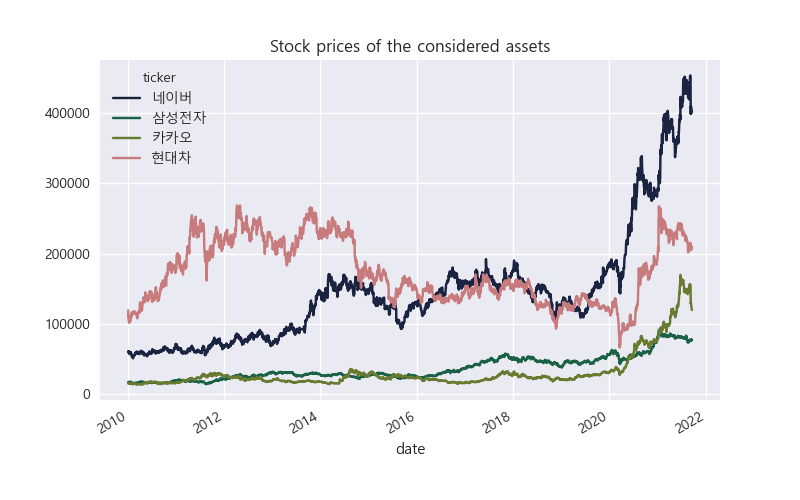 Stock prices of the considered assets
ticker
네이버
삼성전자
카카오
현대차
400000
300000
200000
100000
0
2010 2012 2014 2016 2018 2020 2022
date